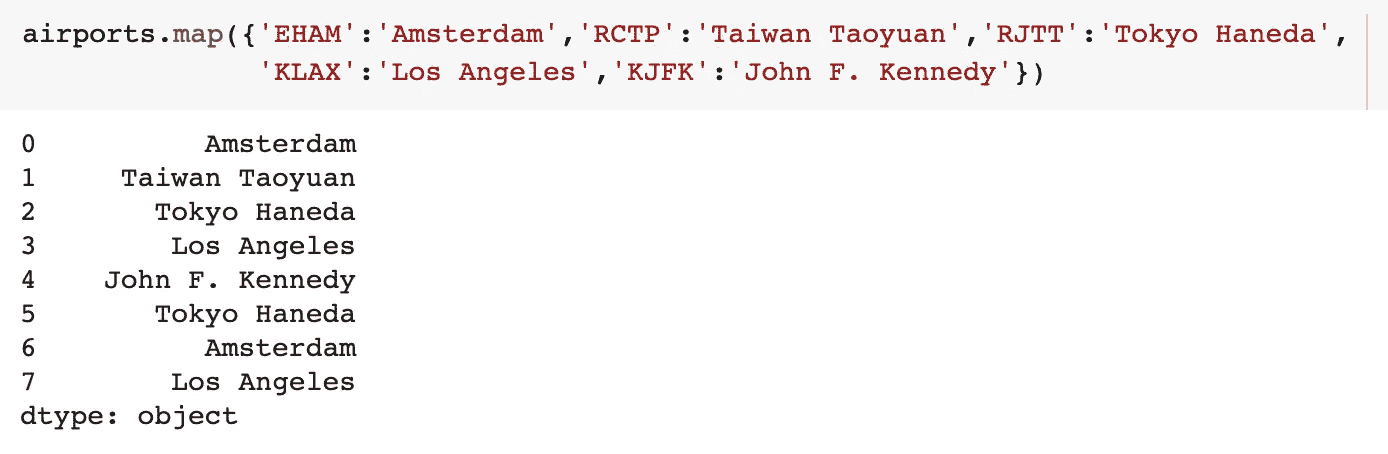 airports.map({'EHAM':'Amsterdam','RCTP':'Taiwan Taoyuan','RJTT':'Tokyo Haneda',
'KLAX':'Los Angeles','KJFK':'John F. Kennedy'})
0 Amsterdam
1 Taiwan Taoyuan
2 Tokyo Haneda
3 Los Angeles
4 John F. Kennedy
5 Tokyo Haneda
6 Amsterdam
7 Los Angeles
dtype: object